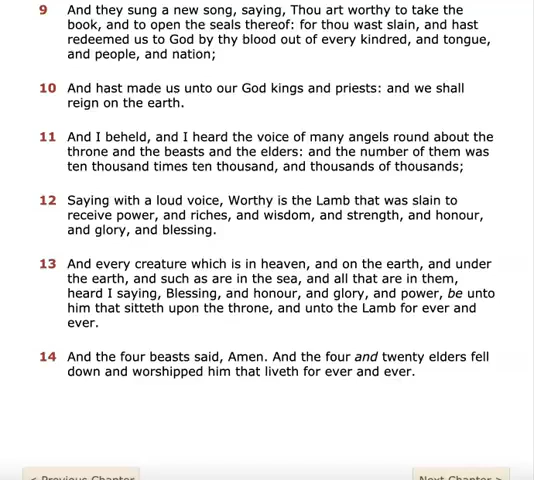 9 And they sung a new song, saying, Thou art worthy to take the
book, and to open the seals thereof: for thou wast slain, and hast
redeemed us to God by thy blood out of every kindred, and tongue,
and people, and nation;
10 And hast made us unto our God kings and priests: and we shall
reign on the earth.
11 And I beheld, and I heard the voice of many angels round about the
throne and the beasts and the elders: and the number of them was
ten thousand times ten thousand, and thousands of thousands;
12 Saying with a loud voice, Worthy is the Lamb that was slain to
receive power, and riches, and wisdom, and strength, and honour,
and glory, and blessing.
13 And every creature which is in heaven, and on the earth, and under
the earth, and such as are in the sea, and all that are in them,
heard I saying, Blessing, and honour, and glory, and power, be unto
him that sitteth upon the throne, and unto the Lamb for ever and
ever.
14 And the four beasts said, Amen. And the four and twenty elders fell
down and worshipped him that liveth for ever and ever.
< Previous Chapter Next Chapter >